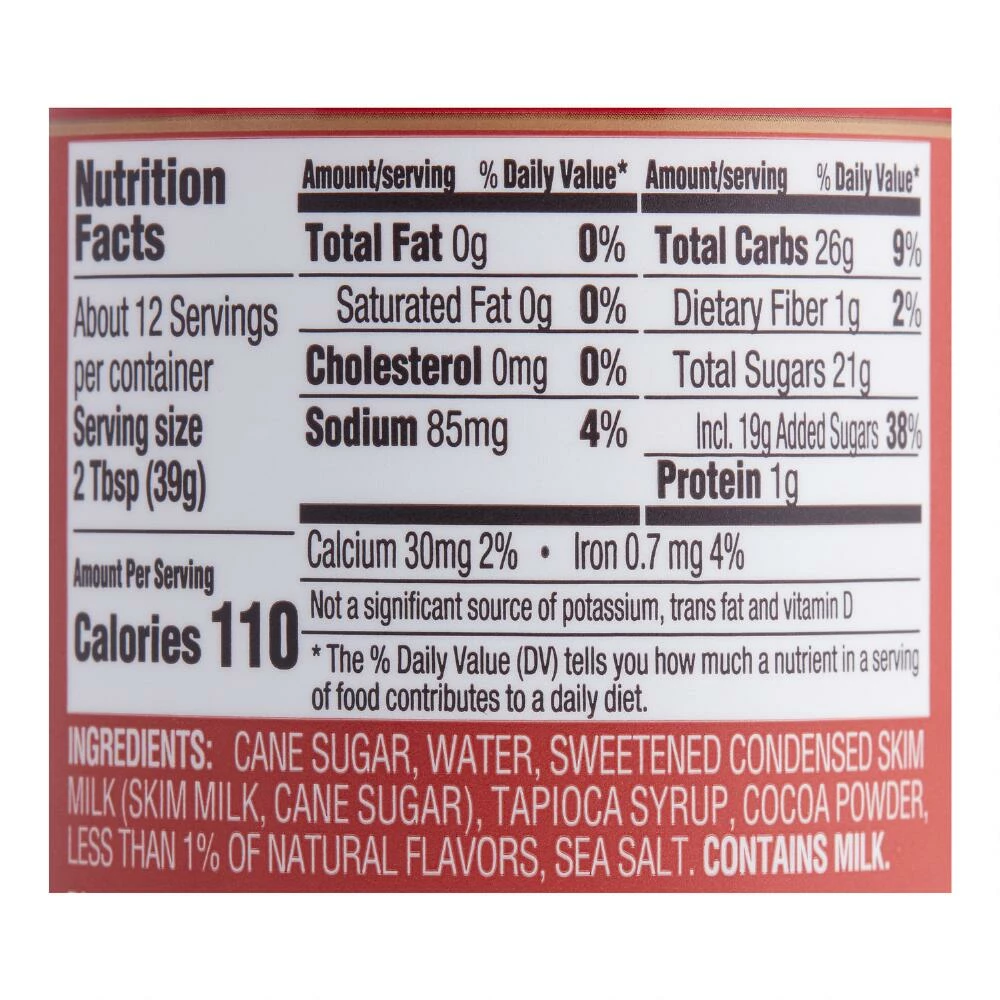 Nutrition
Facts
About 12 Servings
per container
Serving size
2 Tbsp (39g)
Amount Per Serving
Calories 110
Amount/serving % Daily Value*
Total Fat 0g 0%
Saturated Fat 0g 0%
Cholesterol 0mg 0%
Sodium 85mg 4%
Amount/serving % Daily Value*
Total Carbs 26g 9%
Dietary Fiber 1g 2%
Total Sugars 21g
Incl. 19g Added Sugars 38%
Protein 1g
Calcium 30mg 2% • Iron 0.7 mg 4%
Not a significant source of potassium, trans fat and vitamin D
* The % Daily Value (DV) tells you how much a nutrient in a serving
of food contributes to a daily diet.
INGREDIENTS: CANE SUGAR, WATER, SWEETENED CONDENSED SKIM
MILK (SKIM MILK, CANE SUGAR), TAPIOCA SYRUP, COCOA POWDER,
LESS THAN 1% OF NATURAL FLAVORS, SEA SALT. CONTAINS MILK.